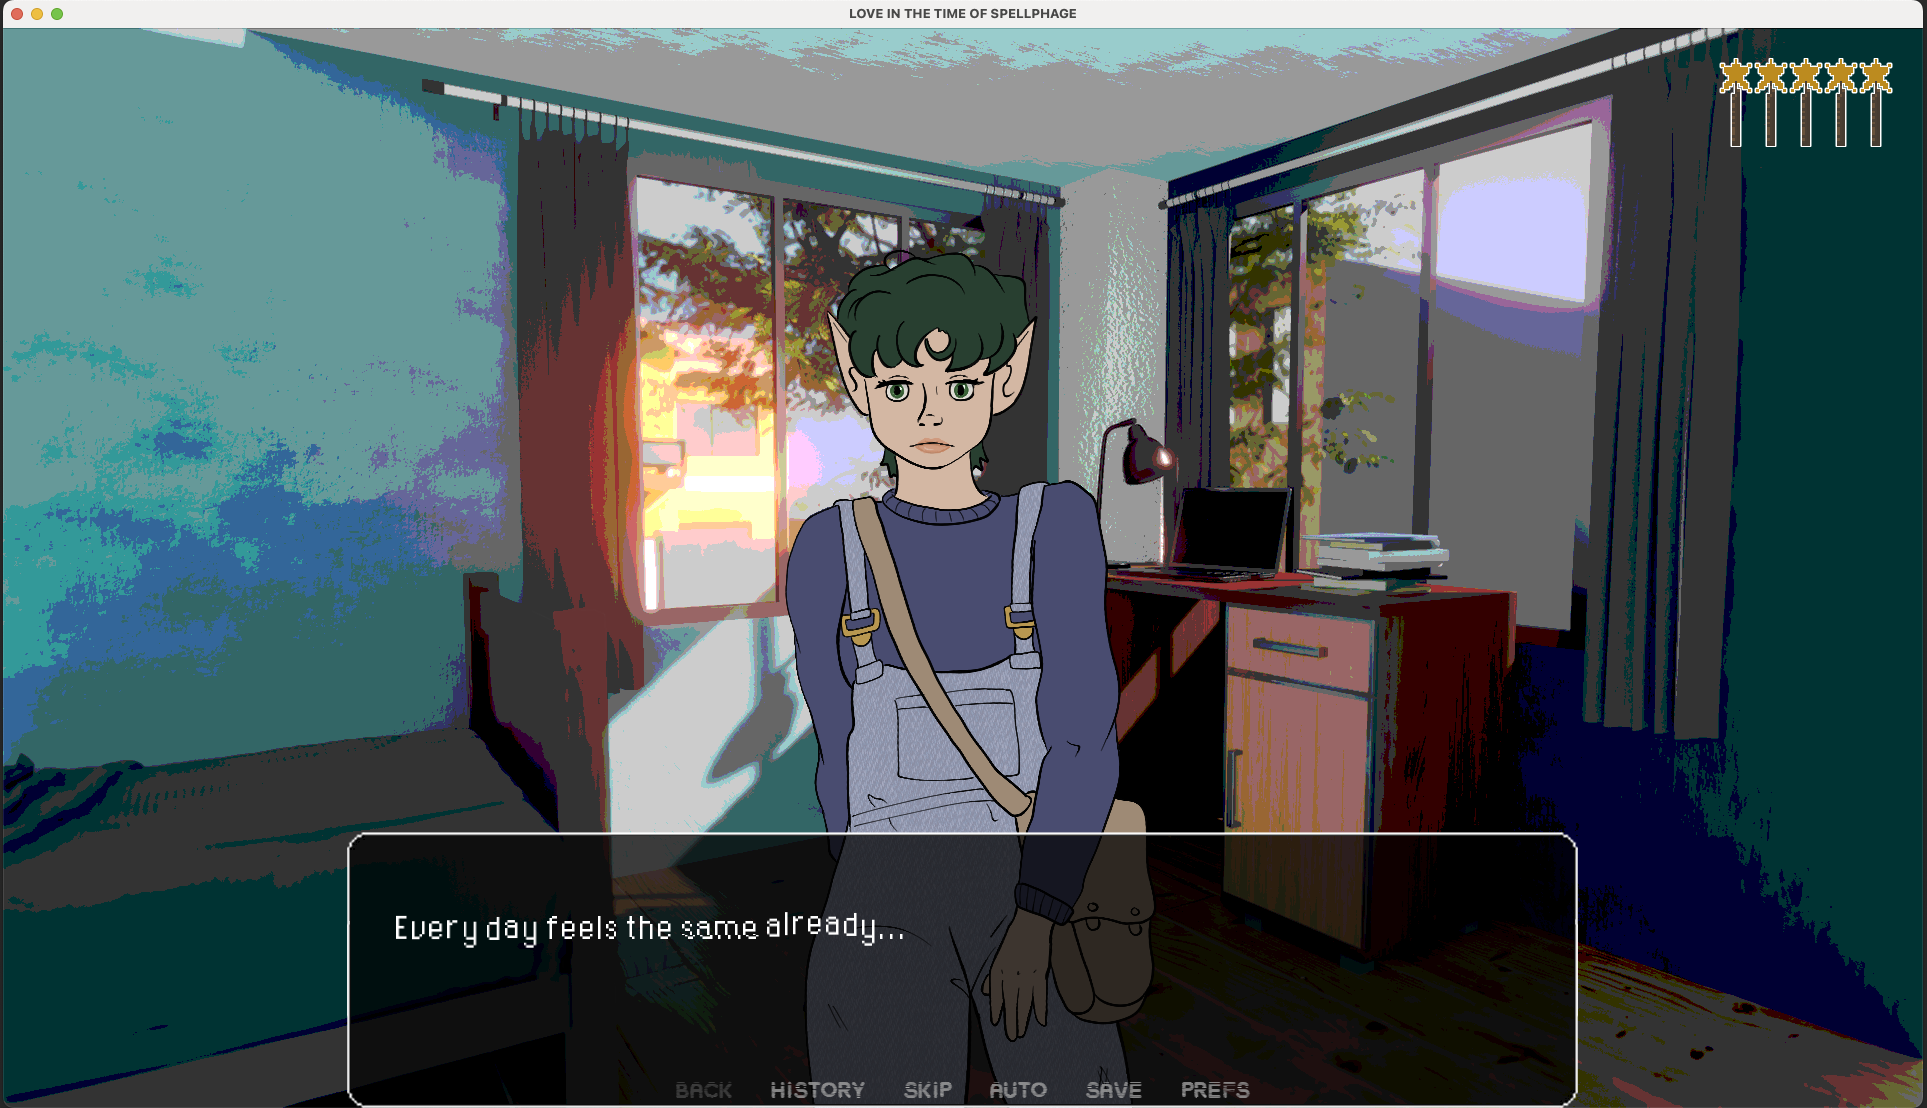 LOVE IN THE TIME OF SPELLPHAGE
Every day feels the same already...
BACK HISTORY SKIP AUTO SAVE PREFS